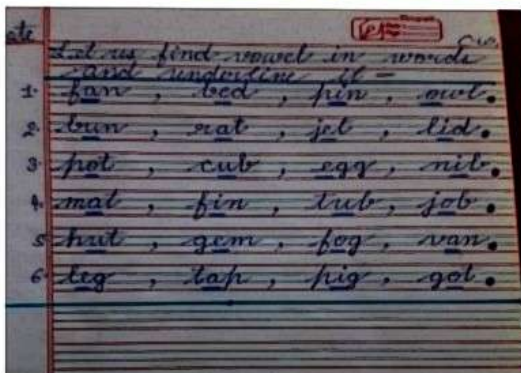 ate C.W.
Let us find vowel in words
and underline it —
1. fan , bed , pin , owl.
2. bun , rat , jet , lid.
3. pot , cub , egg , nib.
4. mat , fin , tub , job.
5. hut , gem , fog , van.
6. leg , tap , pig , got.